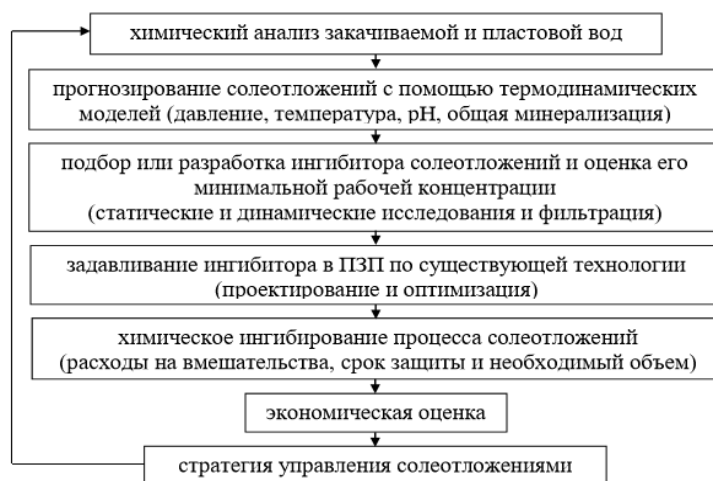 химический анализ закачиваемой и пластовой вод
прогнозирование солеотложений с помощью термодинамических
моделей (давление, температура, pH, общая минерализация)
подбор или разработка ингибитора солеотложений и оценка его
минимальной рабочей концентрации
(статические и динамические исследования и фильтрация)
задавливание ингибитора в ПЗП по существующей технологии
(проектирование и оптимизация)
химическое ингибирование процесса солеотложений
(расходы на вмешательства, срок защиты и необходимый объем)
экономическая оценка
стратегия управления солеотложениями